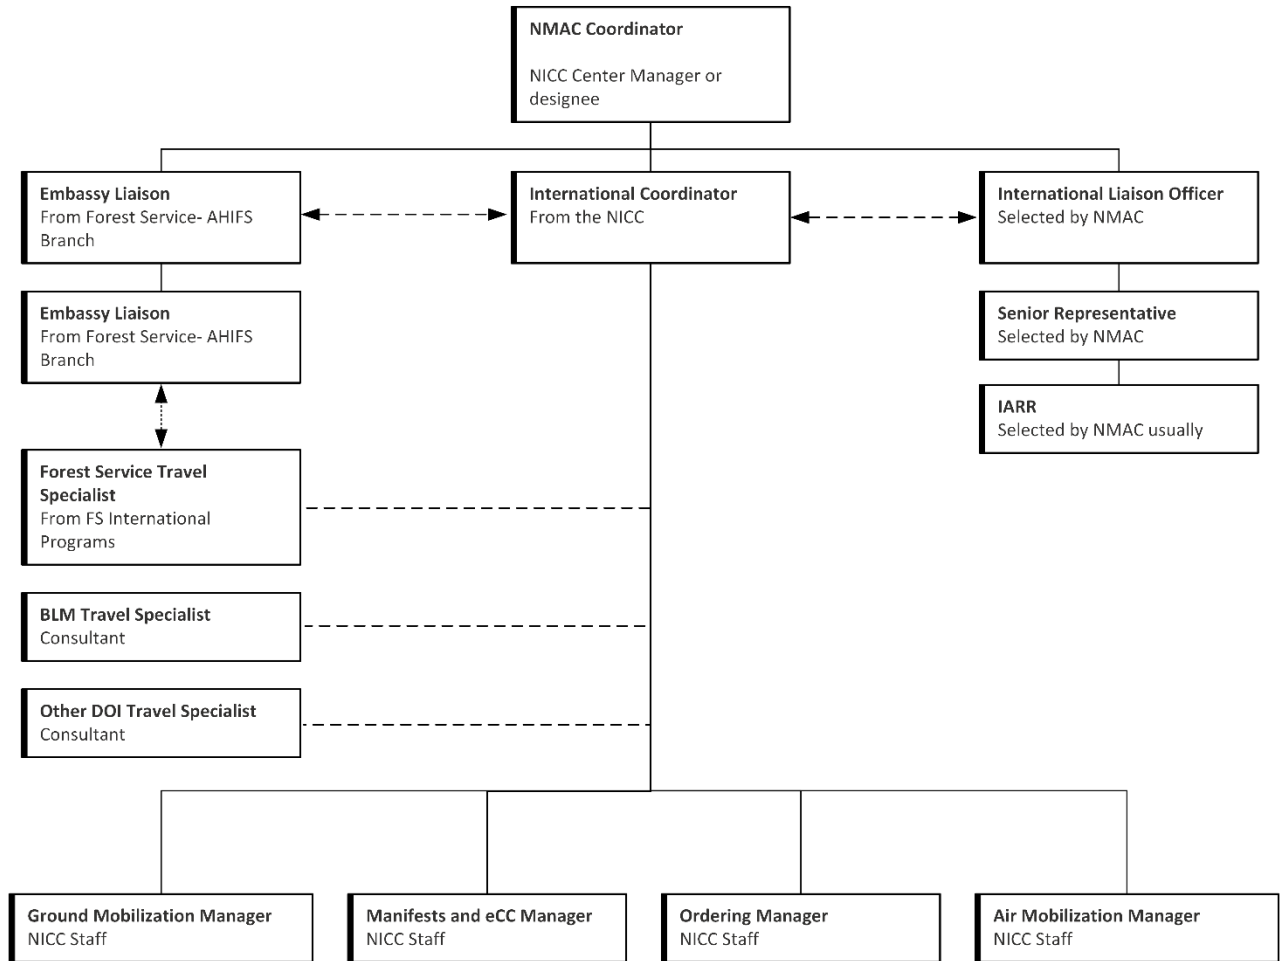 NMAC Coordinator
NICC Center Manager or
designee
Embassy Liaison
From Forest Service- AHIFS
Branch
International Coordinator
From the NICC
International Liaison Officer
Selected by NMAC
Embassy Liaison
From Forest Service- AHIFS
Branch
Senior Representative
Selected by NMAC
IARR
Selected by NMAC usually
Forest Service Travel
Specialist
From FS International
Programs
BLM Travel Specialist
Consultant
Other DOI Travel Specialist
Consultant
Ground Mobilization Manager
NICC Staff
Manifests and eCC Manager
NICC Staff
Ordering Manager
NICC Staff
Air Mobilization Manager
NICC Staff